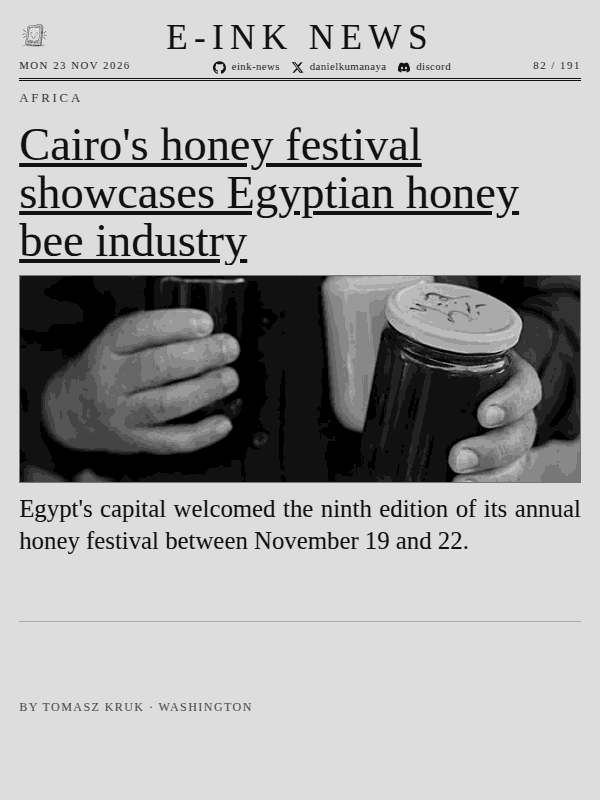 E-INK NEWS
MON 23 NOV 2026
eink-news danielkumanaya discord
82 / 191
AFRICA
Cairo's honey festival
showcases Egyptian honey
bee industry
Egypt's capital welcomed the ninth edition of its annual
honey festival between November 19 and 22.
BY TOMASZ KRUK · WASHINGTON